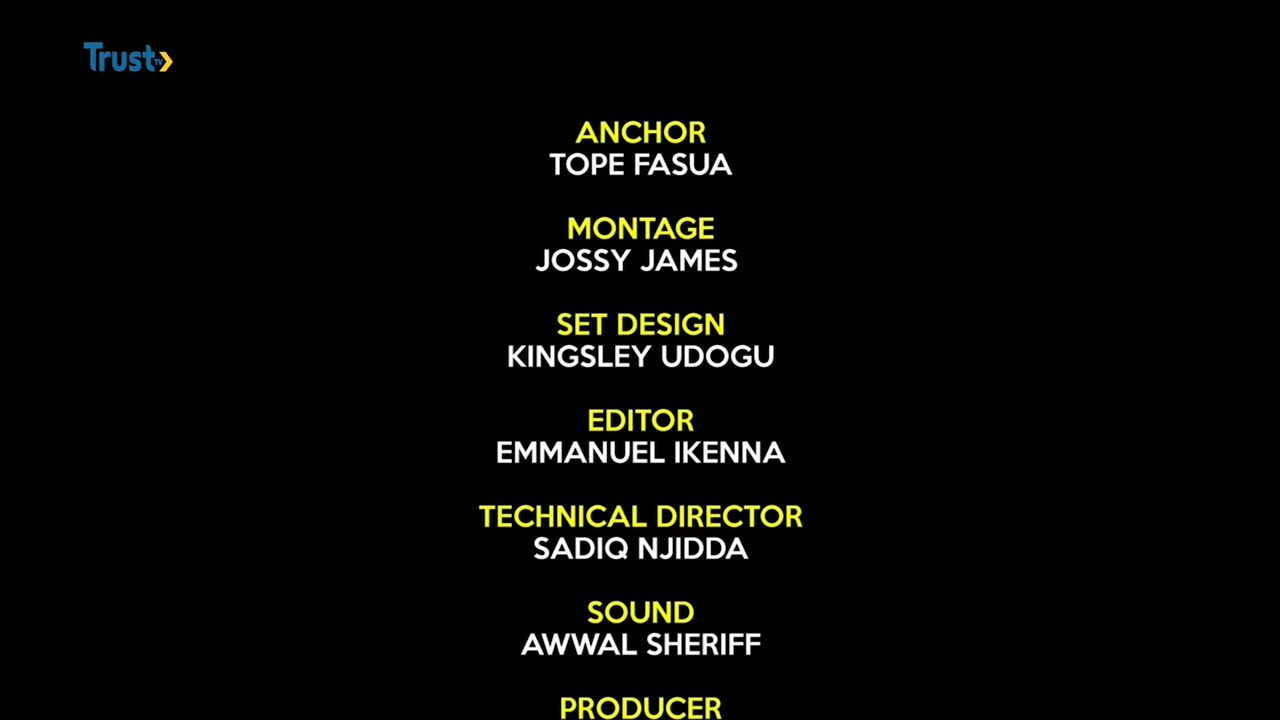 Trust TV
ANCHOR
TOPE FASUA
MONTAGE
JOSSY JAMES
SET DESIGN
KINGSLEY UDOGU
EDITOR
EMMANUEL IKENNA
TECHNICAL DIRECTOR
SADIQ NJIDDA
SOUND
AWWAL SHERIFF
PRODUCER